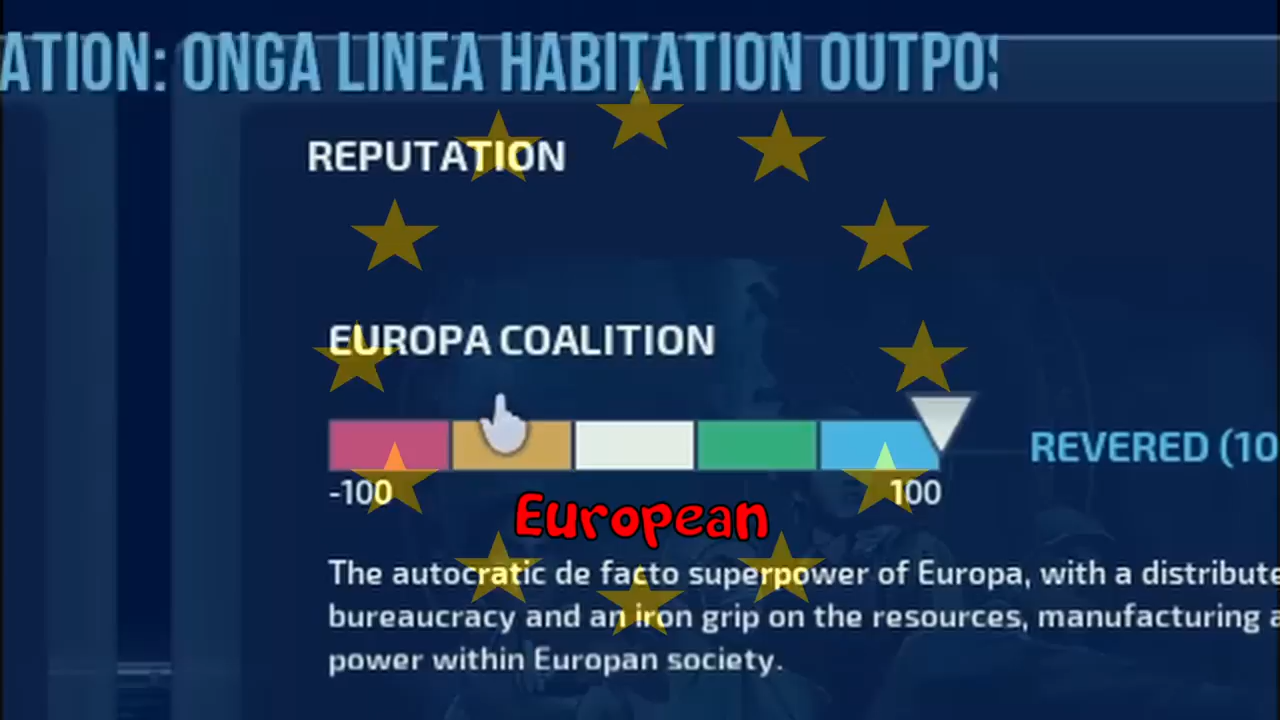 ATION: ONGA LINEA HABITATION OUTPOS
REPUTATION
EUROPA COALITION
REVERED (10
-100 100
European
The autocratic de facto superpower of Europa, with a distribute
bureaucracy and an iron grip on the resources, manufacturing a
power within Europan society.